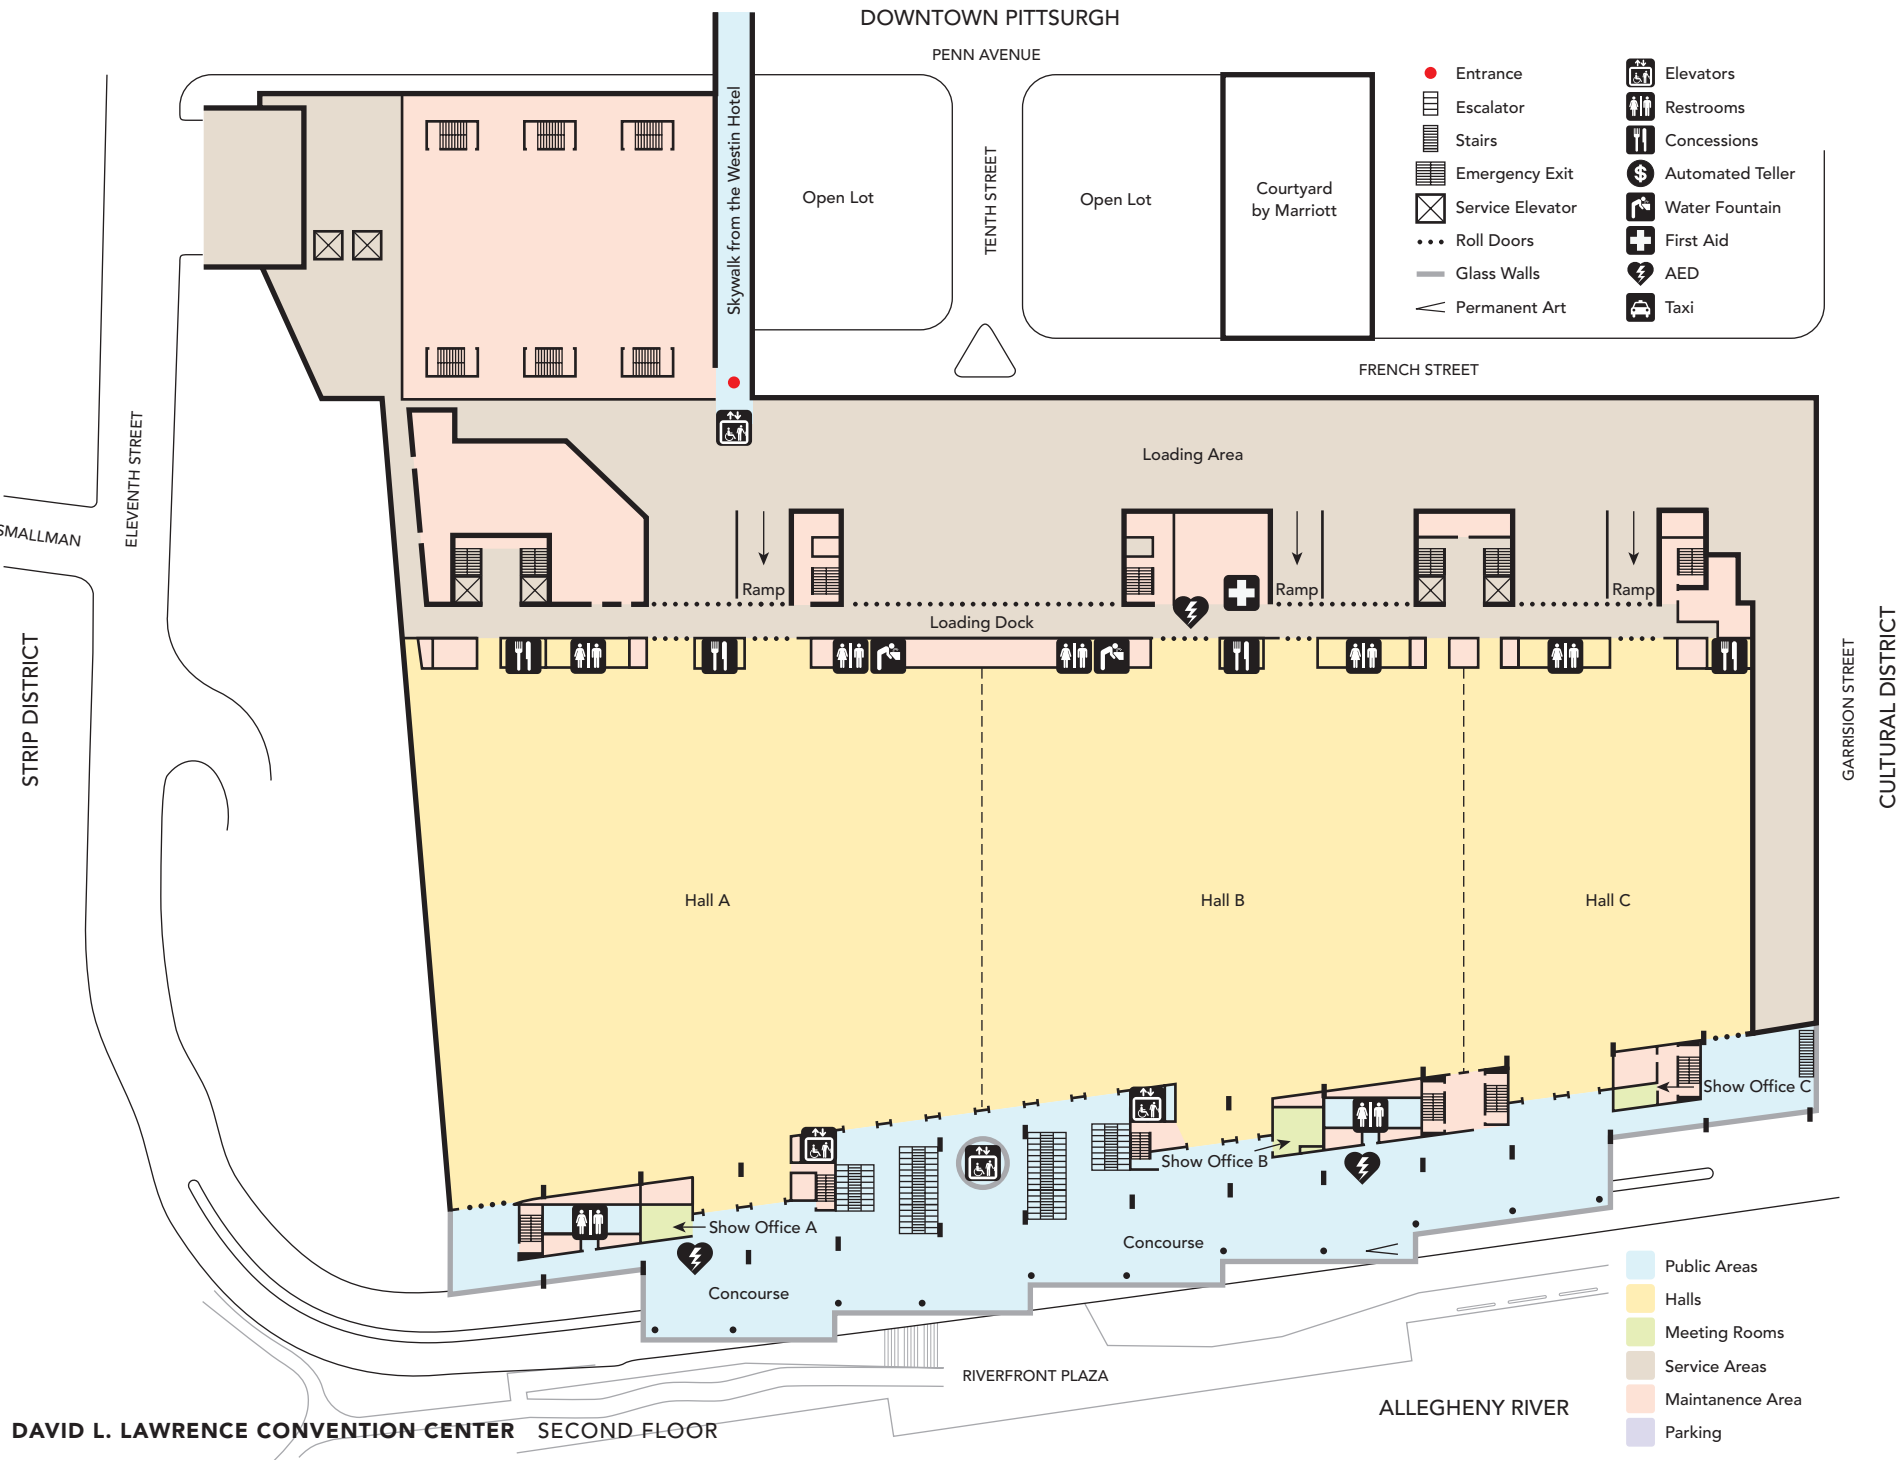 DOWNTOWN PITTSURGH
PENN AVENUE
Skywalk from the Westin Hotel
Open Lot
TENTH STREET
Open Lot
Courtyard
by Marriott
Entrance
Escalator
Stairs
Emergency Exit
Service Elevator
Roll Doors
Glass Walls
Permanent Art
Elevators
Restrooms
Concessions
Automated Teller
Water Fountain
First Aid
AED
Taxi
FRENCH STREET
ELEVENTH STREET
SMALLMAN
STRIP DISTRICT
Loading Area
Ramp
Ramp
Ramp
Loading Dock
GARRISION STREET
CULTURAL DISTRICT
Hall A
Hall B
Hall C
Show Office C
Show Office B
Show Office A
Concourse
Concourse
Public Areas
Halls
Meeting Rooms
Service Areas
Maintanence Area
Parking
RIVERFRONT PLAZA
ALLEGHENY RIVER
DAVID L. LAWRENCE CONVENTION CENTER SECOND FLOOR